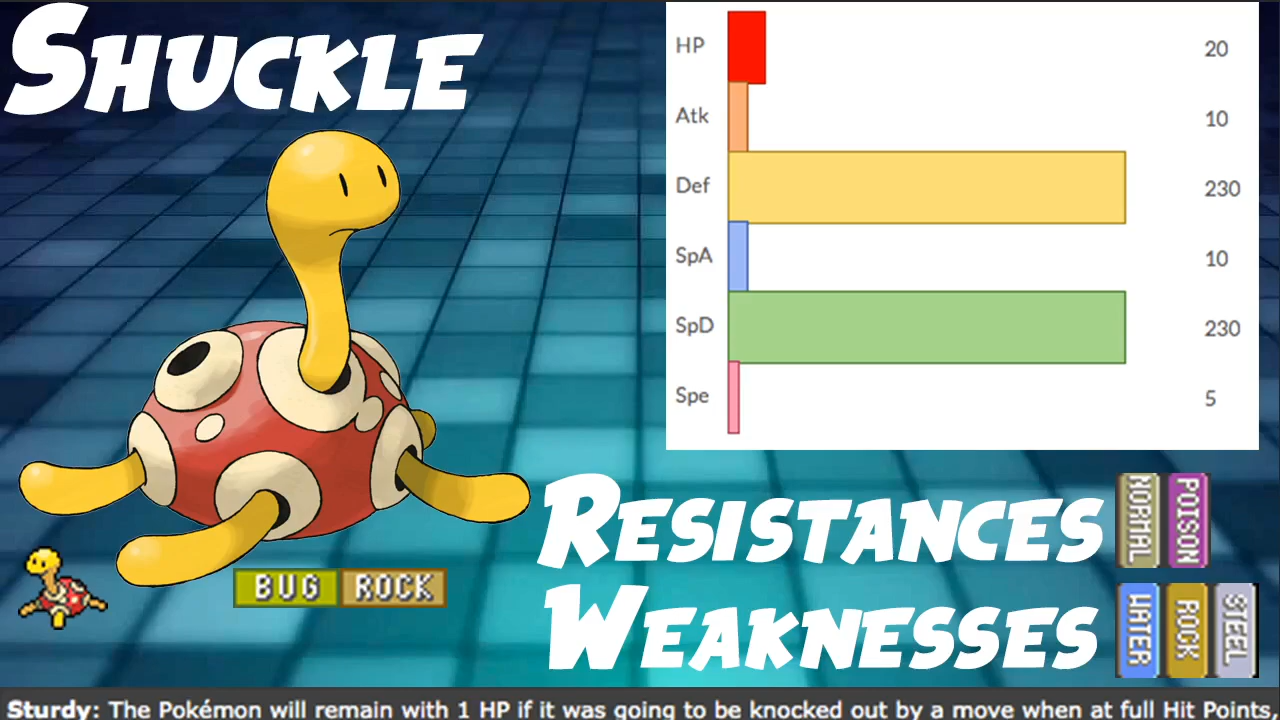 SHUCKLE
HP 20
Atk 10
Def 230
SpA 10
SpD 230
Spe 5
RESISTANCES NORMAL POISON
WEAKNESSES WATER ROCK STEEL
BUG ROCK
Sturdy: The Pokémon will remain with 1 HP if it was going to be knocked out by a move when at full Hit Points.